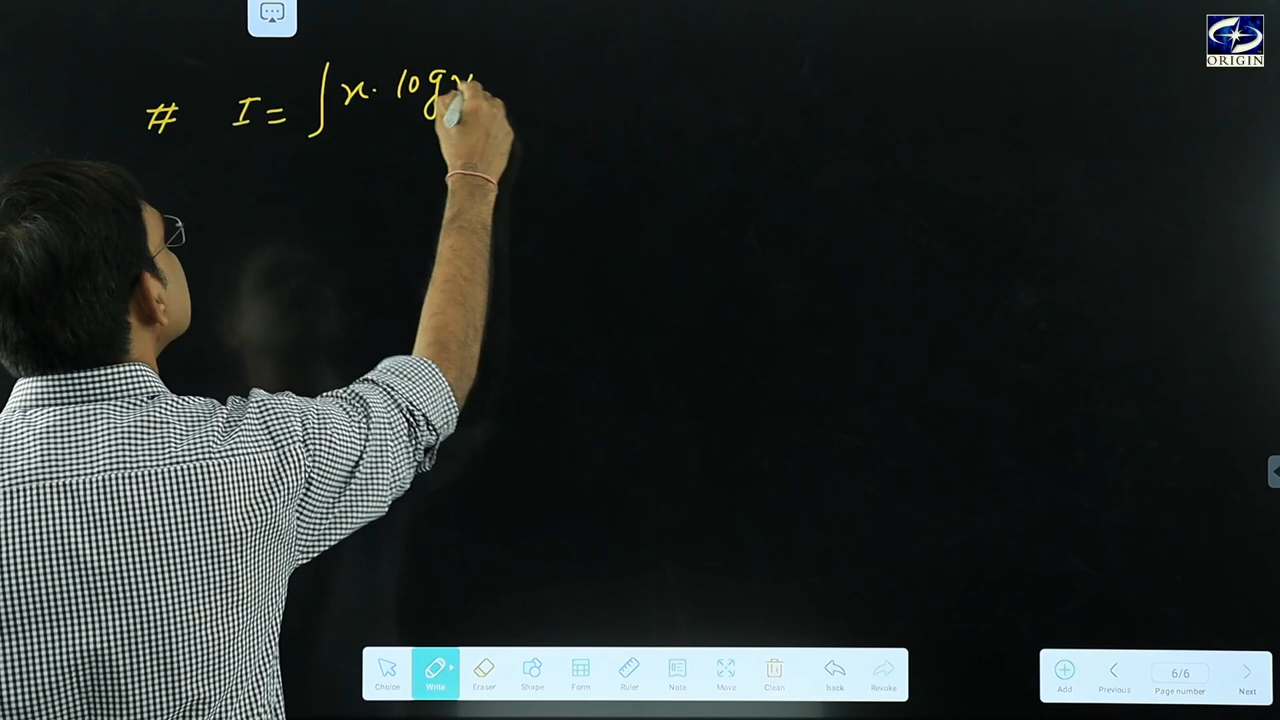 ORIGIN
# I = ∫ x. log x
Choice Write Eraser Shape Form Ruler Note Move Clean back Revoke
Add Previous 6/6 Page number Next